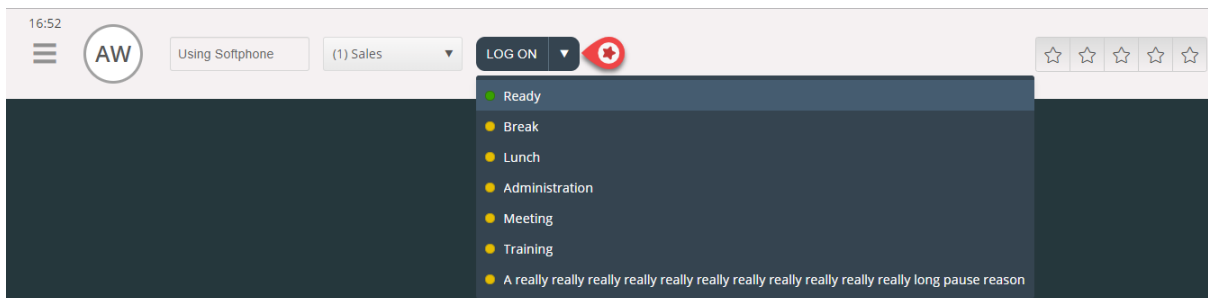 16:52
AW
Using Softphone
(1) Sales
LOG ON
Ready
Break
Lunch
Administration
Meeting
Training
A really really really really really really really really really really really long pause reason